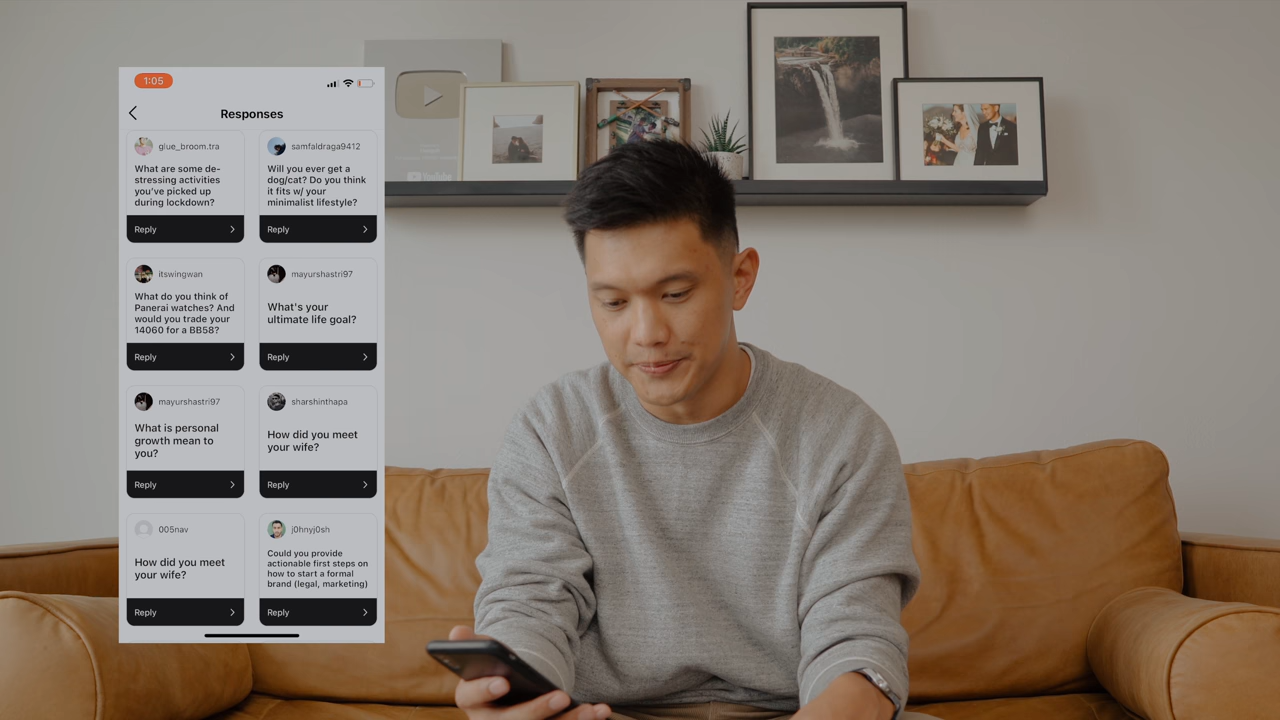 1:05
Responses
giue_broom.tra
What are some de-
stressing activities
you've picked up
during lockdown?
Reply
samfaldraga9412
Will you ever get a
dog/cat? Do you think
it fits w/ your
minimalist lifestyle?
Reply
itswingwan
What do you think of
Panerai watches? And
would you trade your
14060 for a BB58?
Reply
mayurshastri97
What's your
ultimate life goal?
Reply
mayurshastri97
What is personal
growth mean to
you?
Reply
sharshinthapa
How did you meet
your wife?
Reply
005nav
How did you meet
your wife?
Reply
j0hnyj0sh
Could you provide
actionable first steps on
how to start a formal
brand (legal, marketing)
Reply
YouTube